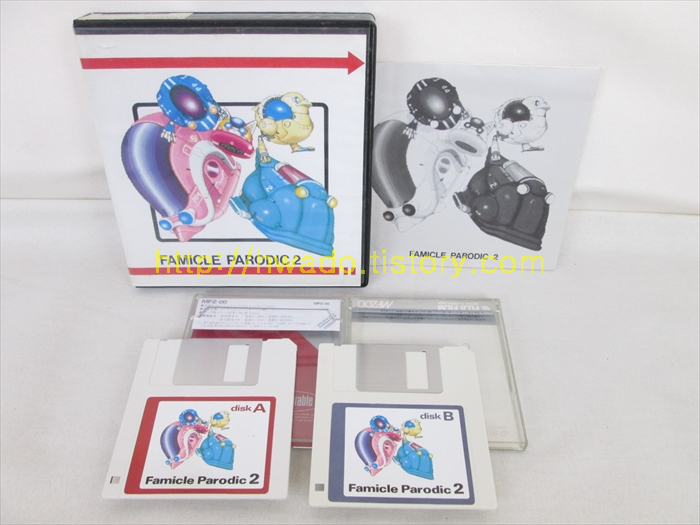 FAMICLE PARODIC 2
FAMICLE PARODIC 2
http://nwado.tistory.com
MF2-DD
disk A
Famicle Parodic 2
disk B
Famicle Parodic 2